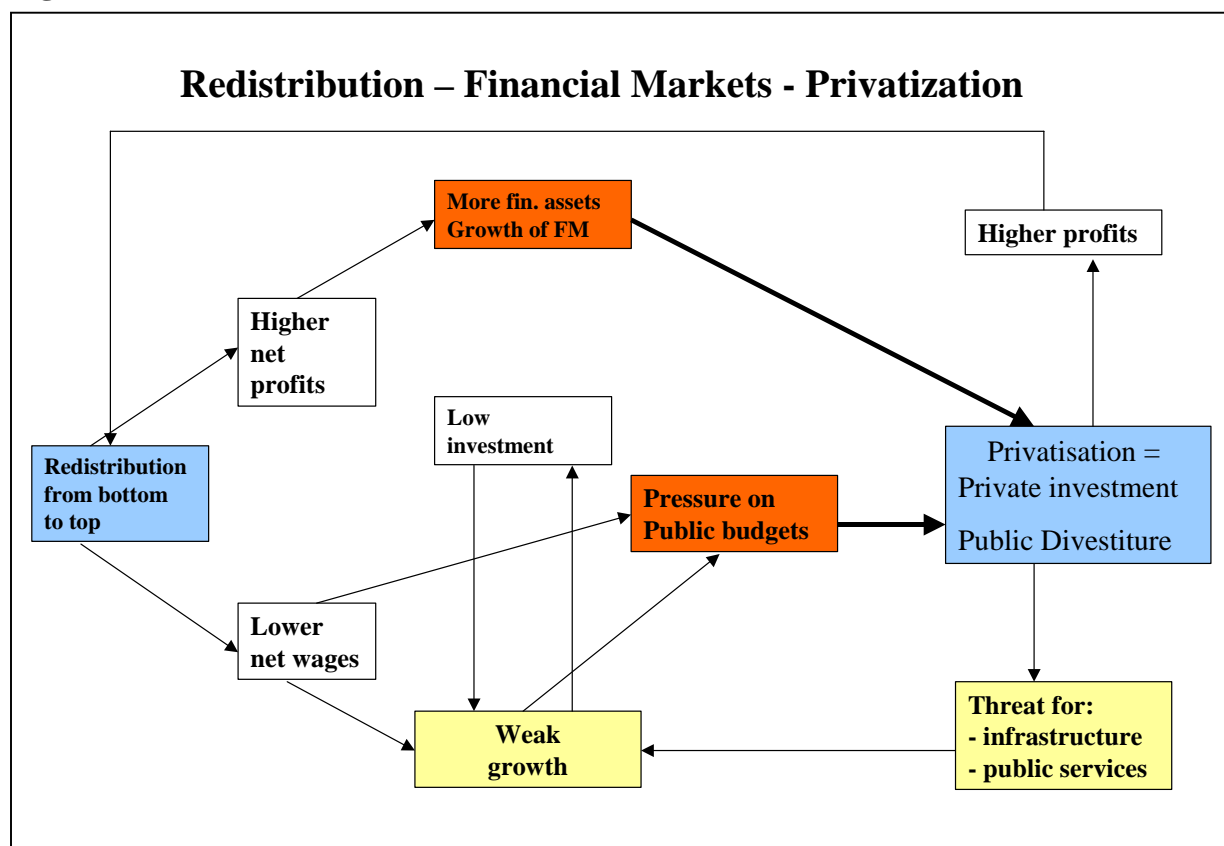 Redistribution – Financial Markets - Privatization
More fin. assets
Growth of FM
Higher profits
Higher
net
profits
Low
investment
Redistribution
from bottom
to top
Pressure on
Public budgets
Privatisation =
Private investment
Public Divestiture
Lower
net wages
Weak
growth
Threat for:
- infrastructure
- public services